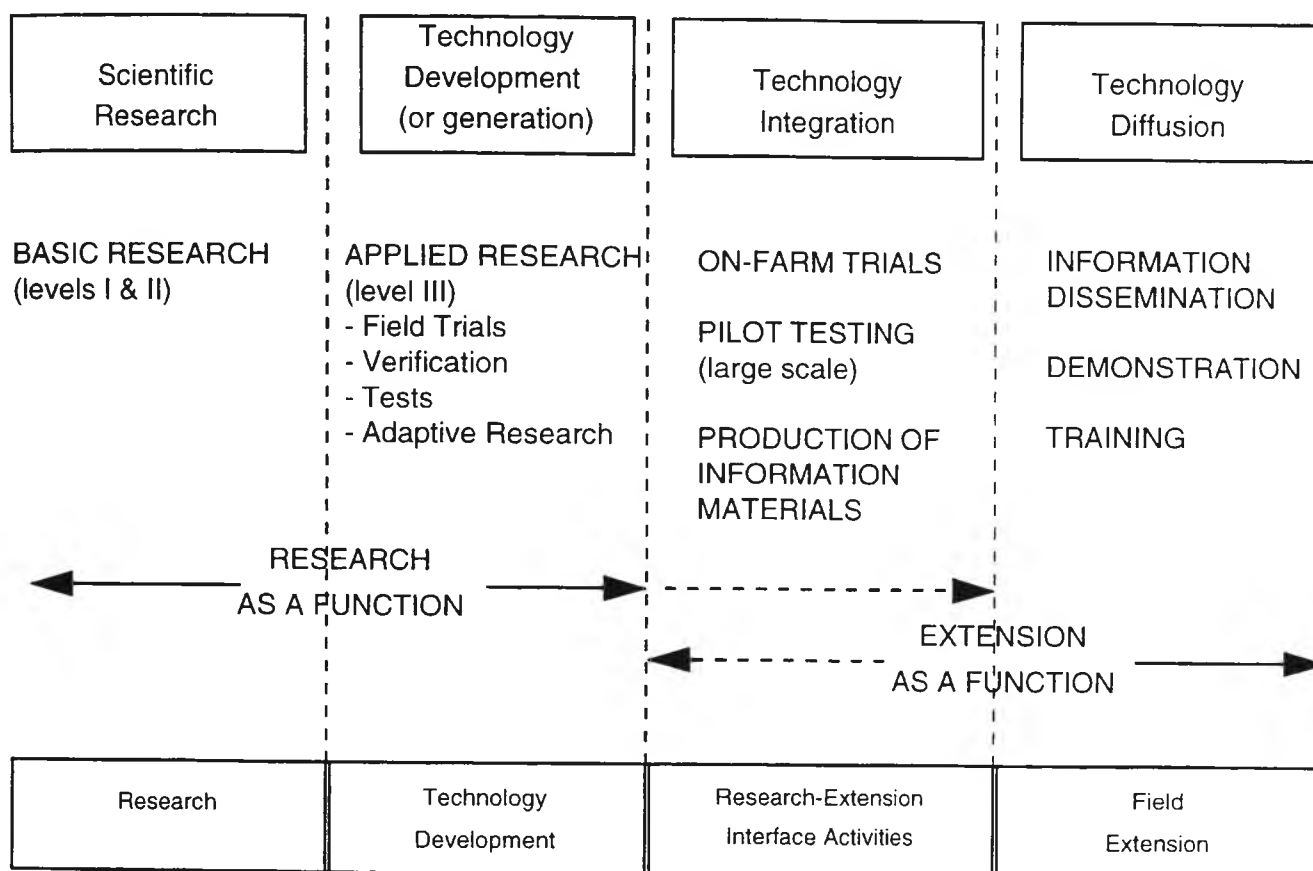 Scientific
Research
Technology
Development
(or generation)
Technology
Integration
Technology
Diffusion
BASIC RESEARCH
(levels I & II)
APPLIED RESEARCH
(level III)
- Field Trials
- Verification
- Tests
- Adaptive Research
ON-FARM TRIALS
PILOT TESTING
(large scale)
PRODUCTION OF
INFORMATION
MATERIALS
INFORMATION
DISSEMINATION
DEMONSTRATION
TRAINING
RESEARCH
AS A FUNCTION
EXTENSION
AS A FUNCTION
Research
Technology
Development
Research-Extension
Interface Activities
Field
Extension